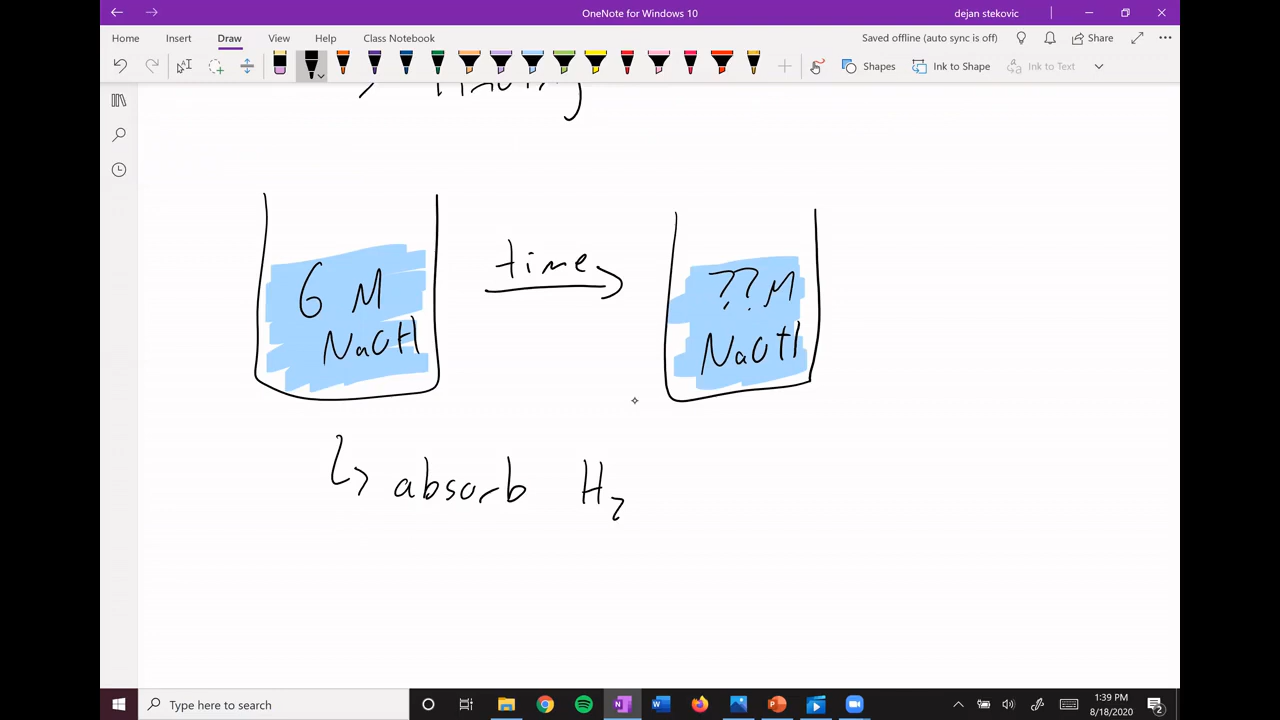 OneNote for Windows 10
dejan stekovic
Home Insert Draw View Help Class Notebook
Saved offline (auto sync is off)
Share
Shapes
Ink to Shape
Ink to Text
time
6 M
NaOH
??M
NaOH
absorb H2
Type here to search
1:39 PM
8/18/2020
2